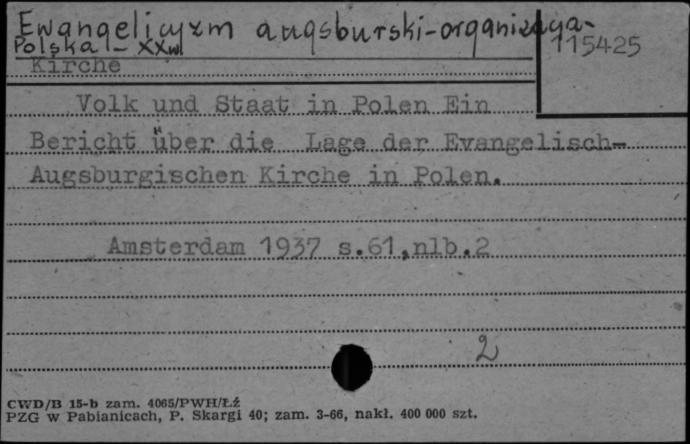 Ewangelicyzm augsburski-organizacja-
Polska - XXw
115425
Kirche
Volk und Staat in Polen Ein
Bericht über die Lage der Evangelisch-
Augsburgischen Kirche in Polen.
Amsterdam 1937 s.61,nlb.2
2
CWD/B 15-b zam. 4065/PWH/Łź
PZG w Pabianicach, P. Skargi 40; zam. 3-66, nakł. 400 000 szt.